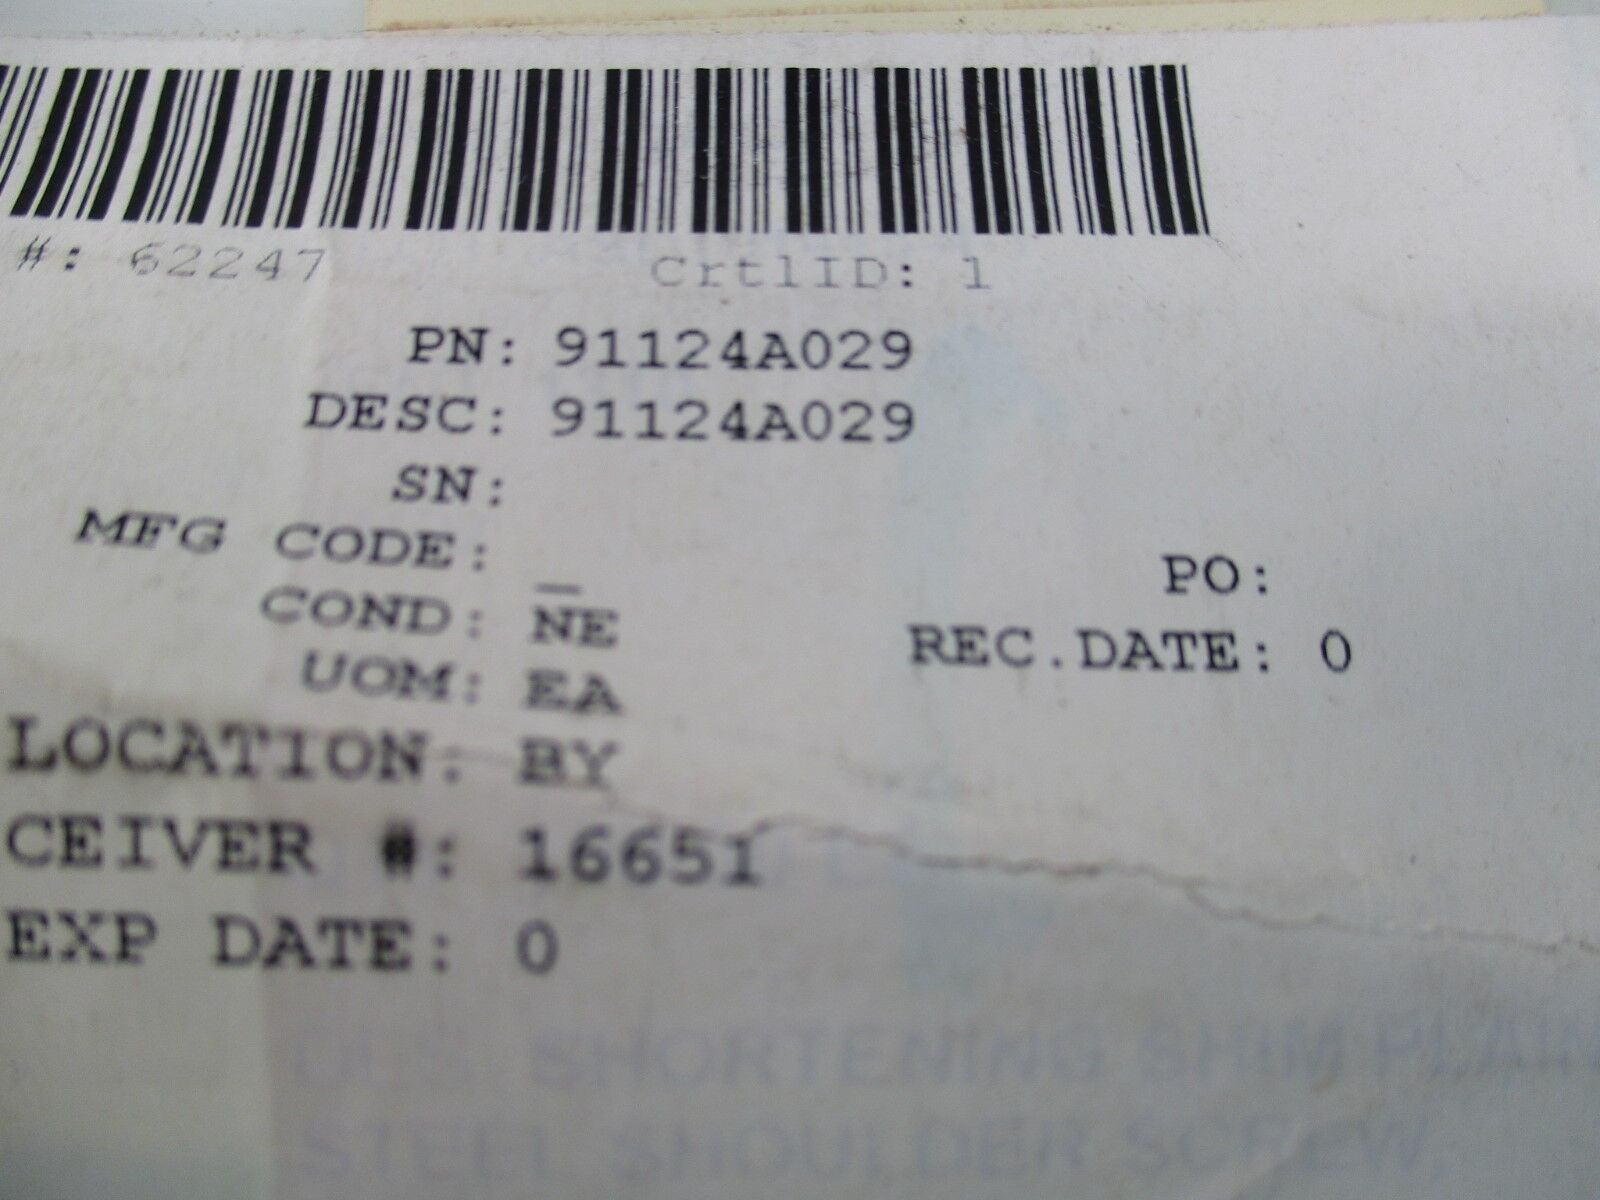 #: 62247 CrtlID: 1
PN: 91124A029
DESC: 91124A029
SN:
MFG CODE: _
PO:
COND: NE
REC.DATE: 0
UOM: EA
LOCATION: BY
CEIVER #: 16651
EXP DATE: 0
SHORTENING SHIM PLAIN
STEEL SHOULDER SCREW,